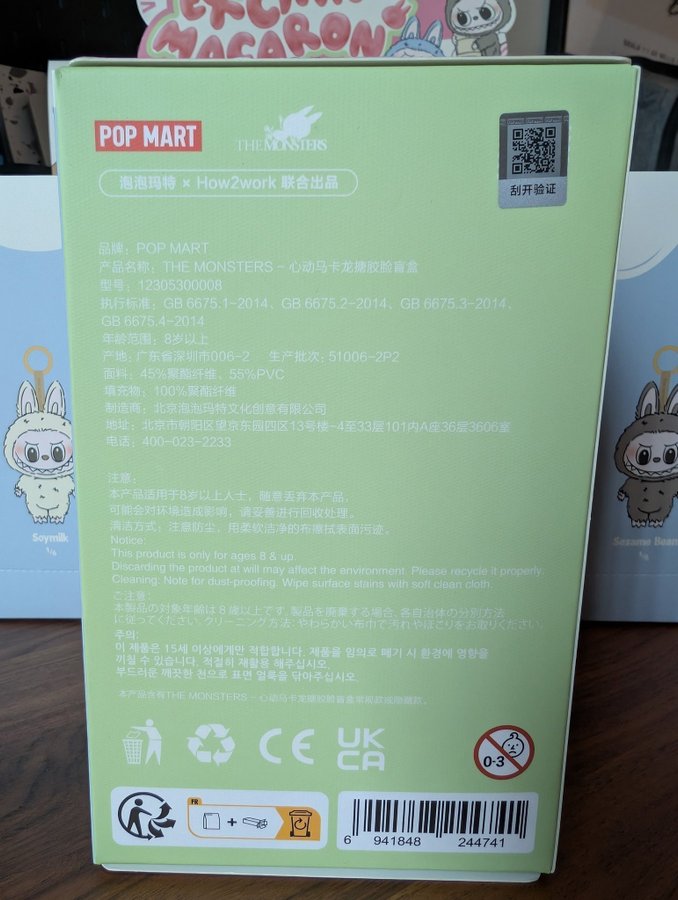 EXCITING
MACARON
POP MART
THE MONSTERS
刮开验证
泡泡玛特 × How2work 联合出品
品牌：POP MART
产品名称：THE MONSTERS - 心动马卡龙搪胶脸盲盒
型号：12305300008
执行标准：GB 6675.1-2014、GB 6675.2-2014、GB 6675.3-2014、
GB 6675.4-2014
年龄范围：8岁以上
产地：广东省深圳市006-2 生产批次：51006-2P2
面料：45%聚酯纤维、55%PVC
填充物：100%聚酯纤维
制造商：北京泡泡玛特文化创意有限公司
地址：北京市朝阳区望京东园四区13号楼-4至33层101内A座36层3606室
电话：400-023-2233
注意：
本产品适用于8岁以上人士，随意丢弃本产品，
可能会对环境造成影响，请妥善进行回收处理。
清洁方式：注意防尘，用柔软洁净的布擦拭表面污迹。
Notice:
This product is only for ages 8 & up
Discarding the product at will may affect the environment. Please recycle it properly.
Cleaning: Note for dust-proofing. Wipe surface stains with soft clean cloth.
ご注意：
本製品の対象年齢は8歳以上です。製品を廃棄する場合、各自治体の分別方法
に従ってください。クリーニング方法：やわらかい布巾で汚れやほこりをお取りください。
주의:
이 제품은 15세 이상에게만 적합합니다. 제품을 임의로 폐기 시 환경에 영향을
끼칠 수 있습니다. 적절히 재활용 해주십시오.
부드러운 깨끗한 천으로 표면 얼룩을 닦아주십시오.
本产品含有THE MONSTERS - 心动马卡龙搪胶脸盲盒常规款或隐藏款。
CE
UK
CA
0-3
FR
6 941848 244741
Soymilk
1/6
Sesame Bean
1/6